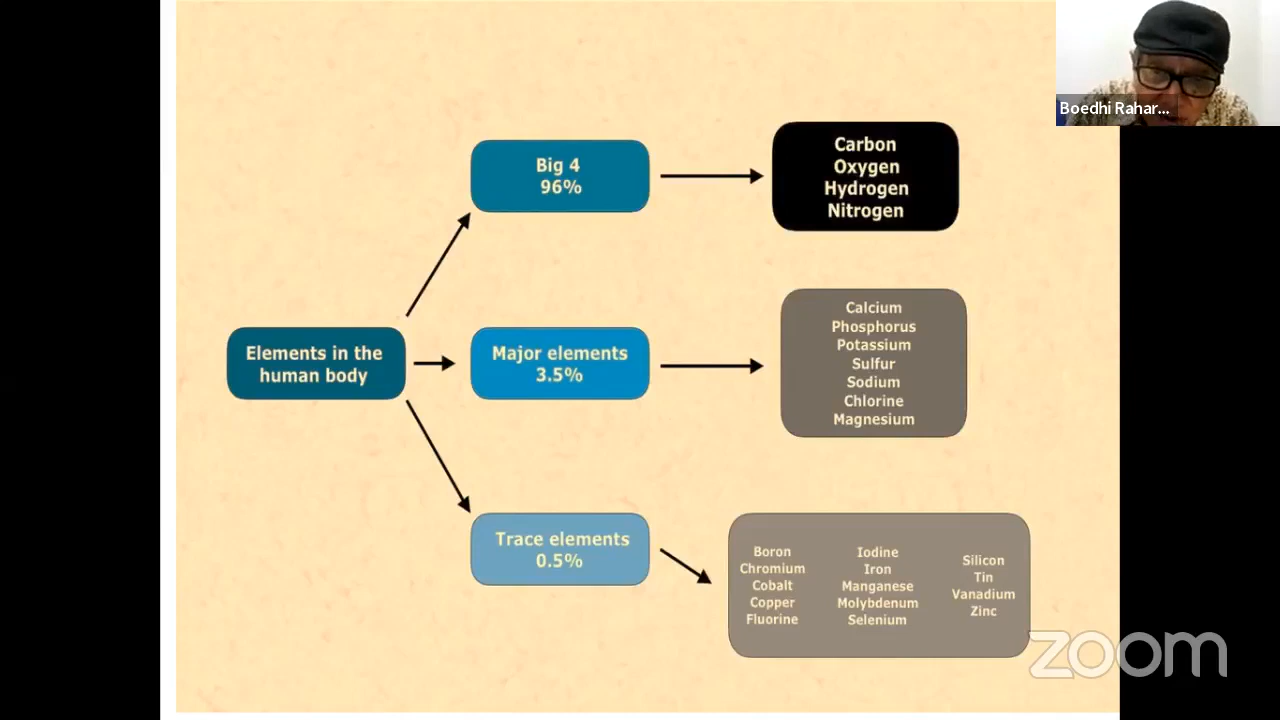 Boedhi Rahar...
Big 4
96%
Carbon
Oxygen
Hydrogen
Nitrogen
Elements in the
human body
Major elements
3.5%
Calcium
Phosphorus
Potassium
Sulfur
Sodium
Chlorine
Magnesium
Trace elements
0.5%
Boron
Chromium
Cobalt
Copper
Fluorine
Iodine
Iron
Manganese
Molybdenum
Selenium
Silicon
Tin
Vanadium
Zinc
zoom